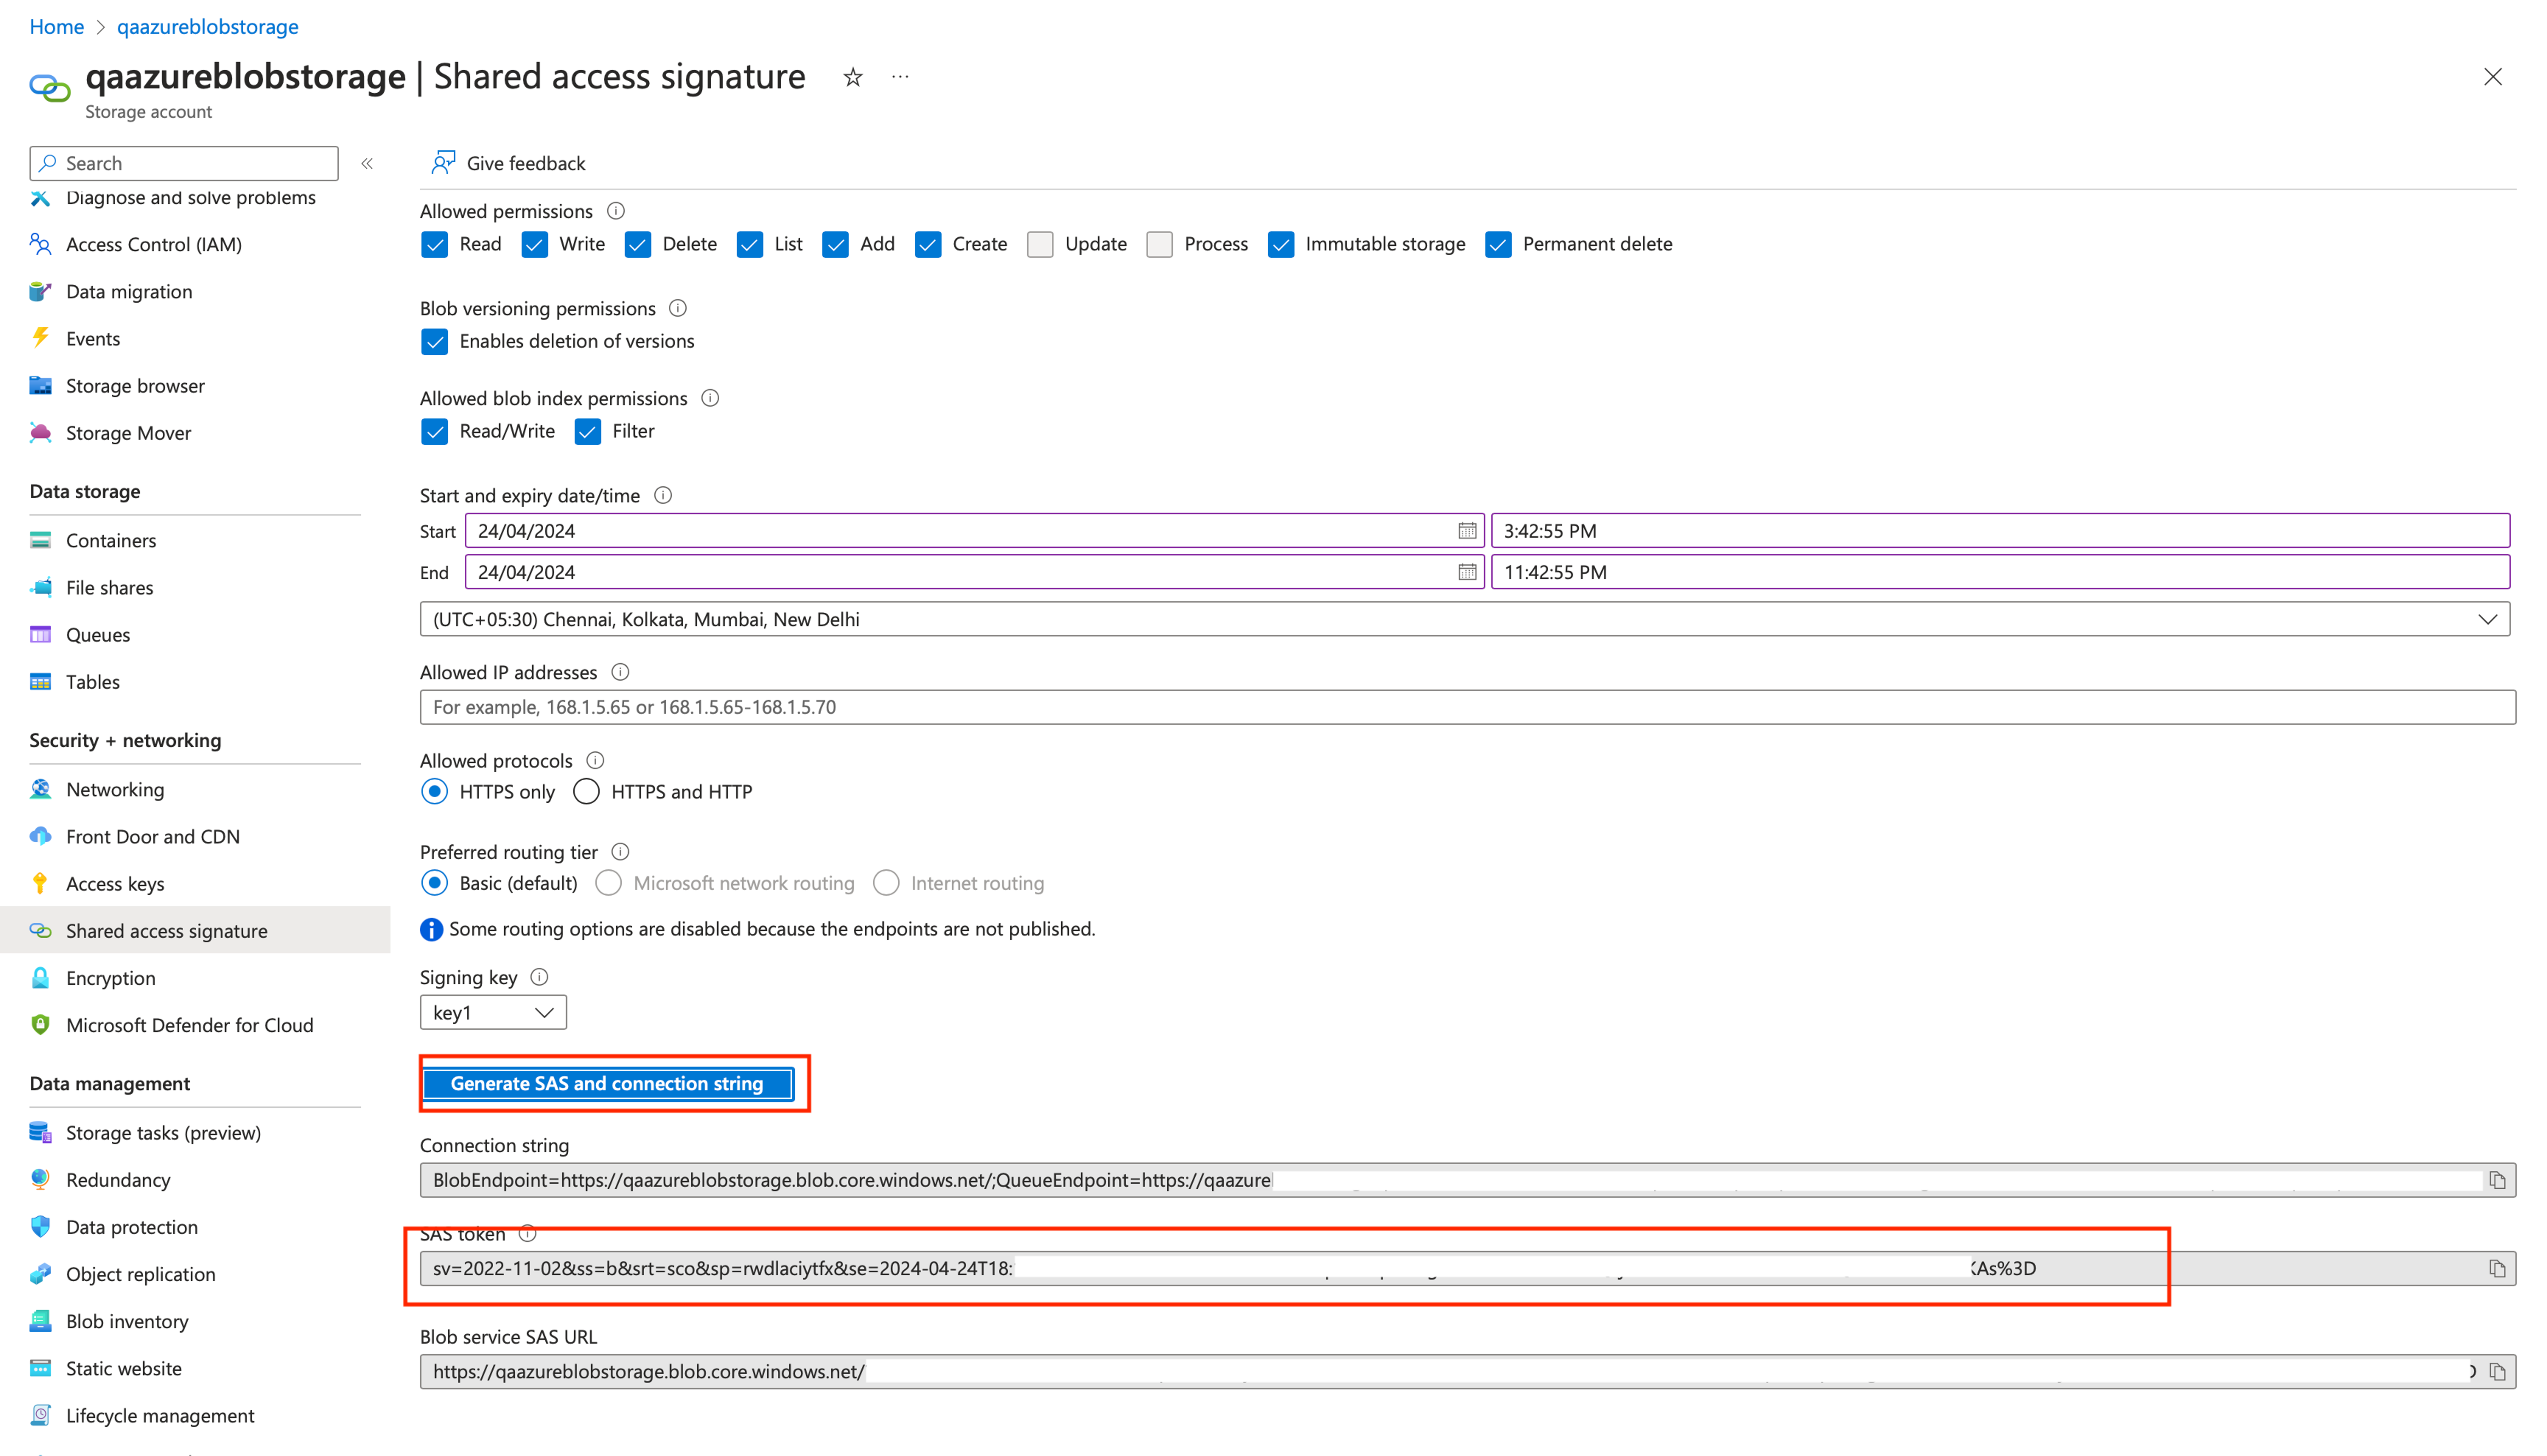 Home > qaazureblobstorage
qaazureblobstorage | Shared access signature ☆ ···
Storage account
Search «
Diagnose and solve problems
Access Control (IAM)
Data migration
Events
Storage browser
Storage Mover
Data storage
Containers
File shares
Queues
Tables
Security + networking
Networking
Front Door and CDN
Access keys
Shared access signature
Encryption
Microsoft Defender for Cloud
Data management
Storage tasks (preview)
Redundancy
Data protection
Object replication
Blob inventory
Static website
Lifecycle management
Give feedback
Allowed permissions
Read Write Delete List Add Create Update Process Immutable storage Permanent delete
Blob versioning permissions
Enables deletion of versions
Allowed blob index permissions
Read/Write Filter
Start and expiry date/time
Start 24/04/2024 3:42:55 PM
End 24/04/2024 11:42:55 PM
(UTC+05:30) Chennai, Kolkata, Mumbai, New Delhi
Allowed IP addresses
For example, 168.1.5.65 or 168.1.5.65-168.1.5.70
Allowed protocols
HTTPS only HTTPS and HTTP
Preferred routing tier
Basic (default) Microsoft network routing Internet routing
Some routing options are disabled because the endpoints are not published.
Signing key
key1
Generate SAS and connection string
Connection string
BlobEndpoint=https://qaazureblobstorage.blob.core.windows.net/;QueueEndpoint=https://qaazure
SAS token
sv=2022-11-02&ss=b&srt=sco&sp=rwdlaciytfx&se=2024-04-24T18: As%3D
Blob service SAS URL
https://qaazureblobstorage.blob.core.windows.net/